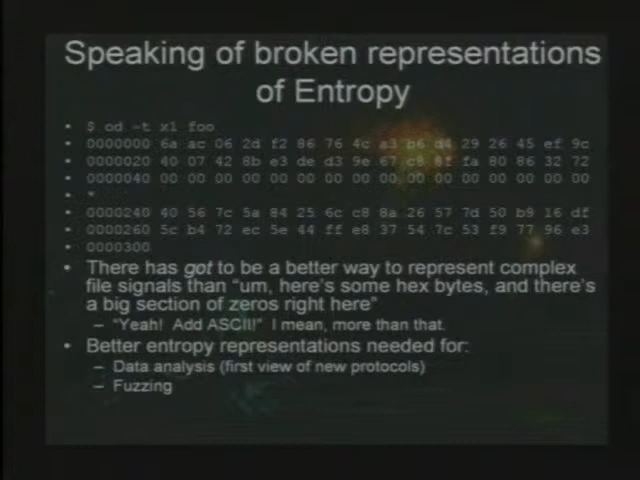 Speaking of broken representations
of Entropy
• $ od -t x1 foo
• 0000000 6a ac 06 2d f2 86 76 4c a3 b6 d4 29 26 45 ef 9c
• 0000020 40 07 42 8b e3 de d3 9e 67 c8 8f fa 80 86 32 72
• 0000040 00 00 00 00 00 00 00 00 00 00 00 00 00 00 00 00
• *
• 0000240 40 56 7c 5a 84 25 6c c8 8a 26 57 7d 50 b9 16 df
• 0000260 5c b4 72 ec 5e 44 ff e8 37 54 7c 53 f9 77 96 e3
• 0000300
• There has got to be a better way to represent complex
file signals than “um, here’s some hex bytes, and there’s
a big section of zeros right here”
– “Yeah! Add ASCII!” I mean, more than that.
• Better entropy representations needed for:
– Data analysis (first view of new protocols)
– Fuzzing